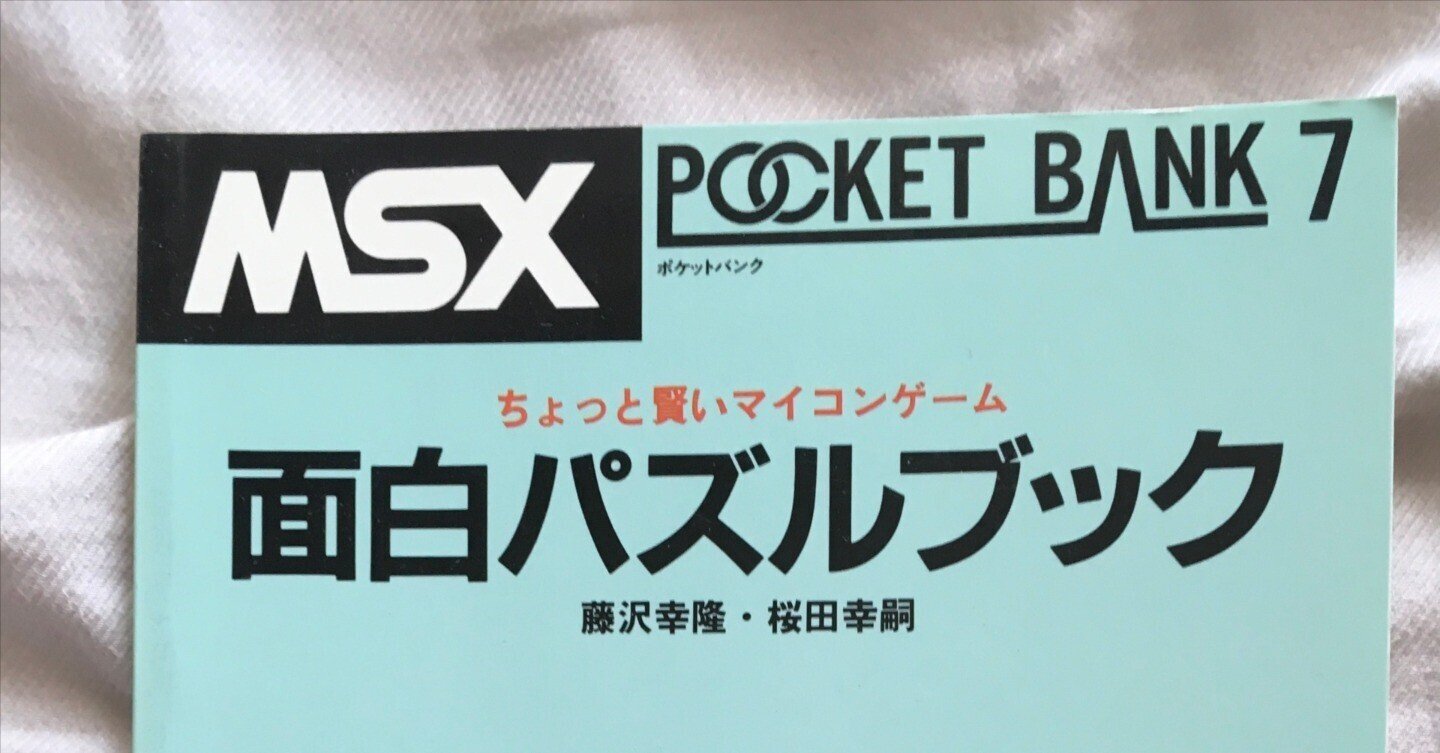 MSX POCKET BANK 7
ポケットバンク
ちょっと賢いマイコンゲーム
面白パズルブック
藤沢幸隆・桜田幸嗣